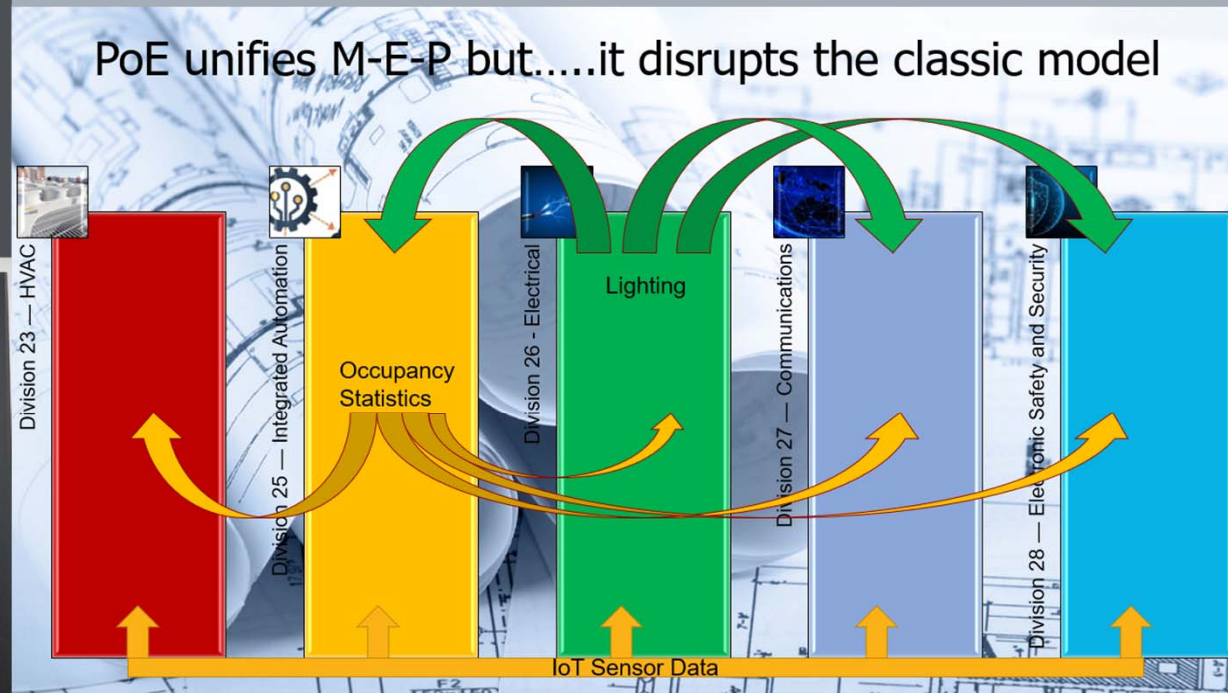 PoE unifies M-E-P but.....it disrupts the classic model
Division 23 — HVAC
Division 25 — Integrated Automation
Division 26 - Electrical
Division 27 — Communications
Division 28 — Electronic Safety and Security
Lighting
Occupancy
Statistics
IoT Sensor Data
F2